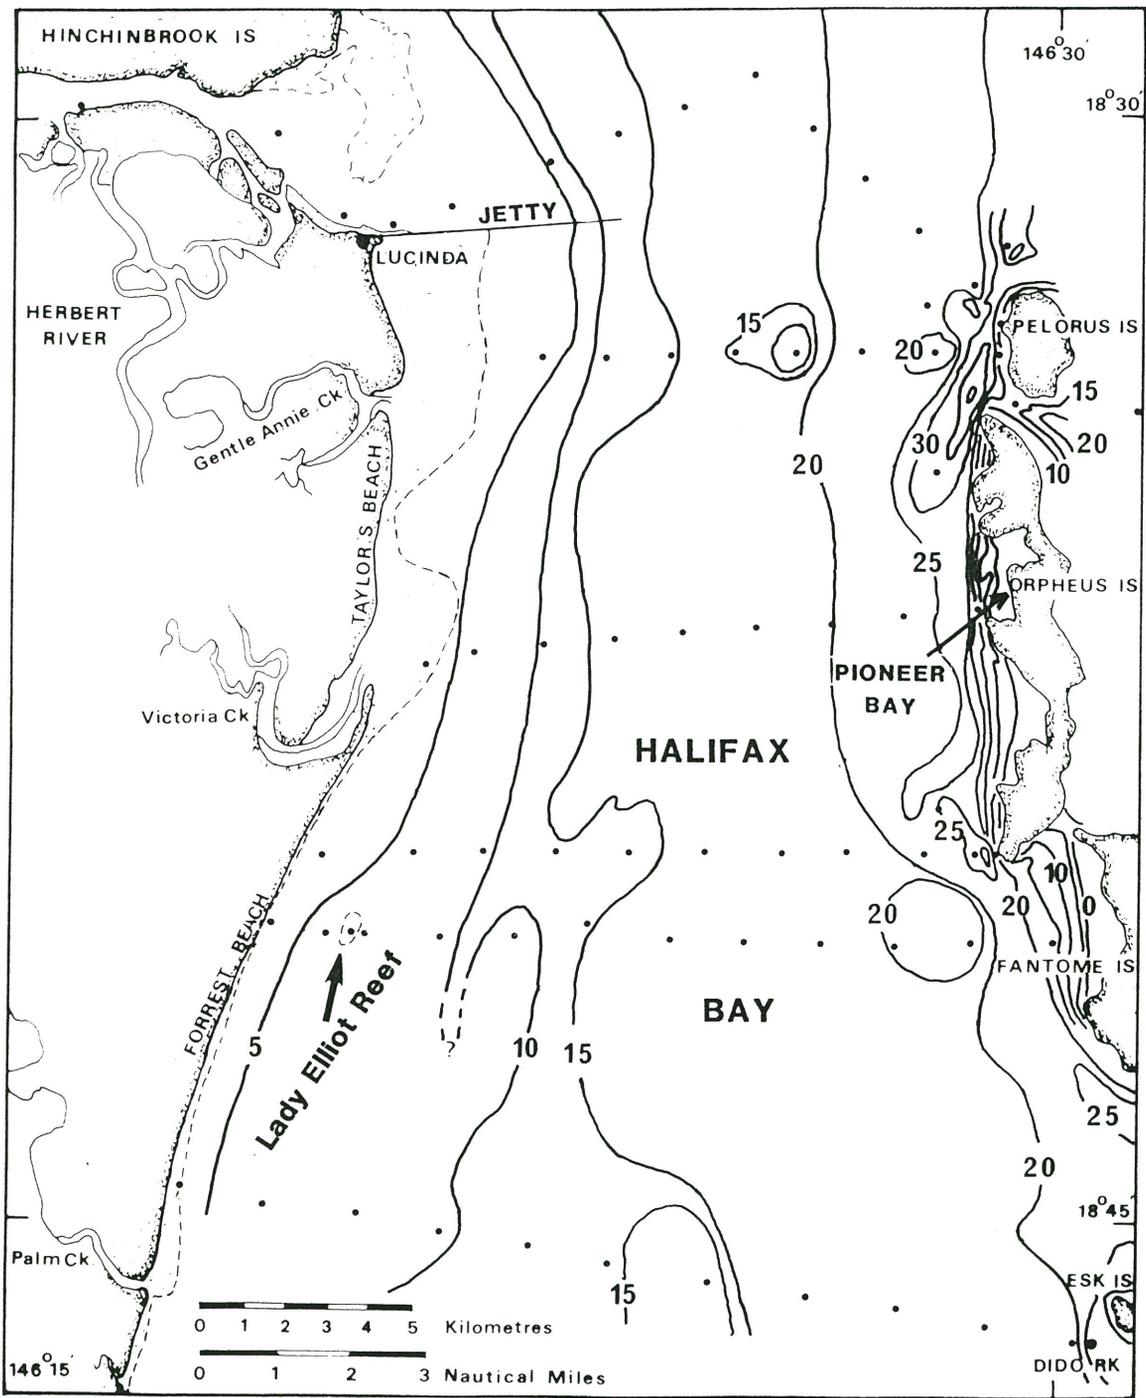 HINCHINBROOK IS
146°30'
18°30'
JETTY
LUCINDA
HERBERT
RIVER
15
20
PELORUS IS
15
Gentle Annie Ck
30
20
20
10
TAYLOR'S BEACH
25
ORPHEUS IS
PIONEER
BAY
Victoria Ck
HALIFAX
25
10
FORREST BEACH
20
20
0
FANTOME IS
Lady Elliot Reef
BAY
5
?
10
15
25
20
18°45'
Palm Ck
ESK IS
15
0 1 2 3 4 5 Kilometres
146°15'
0 2 3 Nautical Miles
DIDO RK